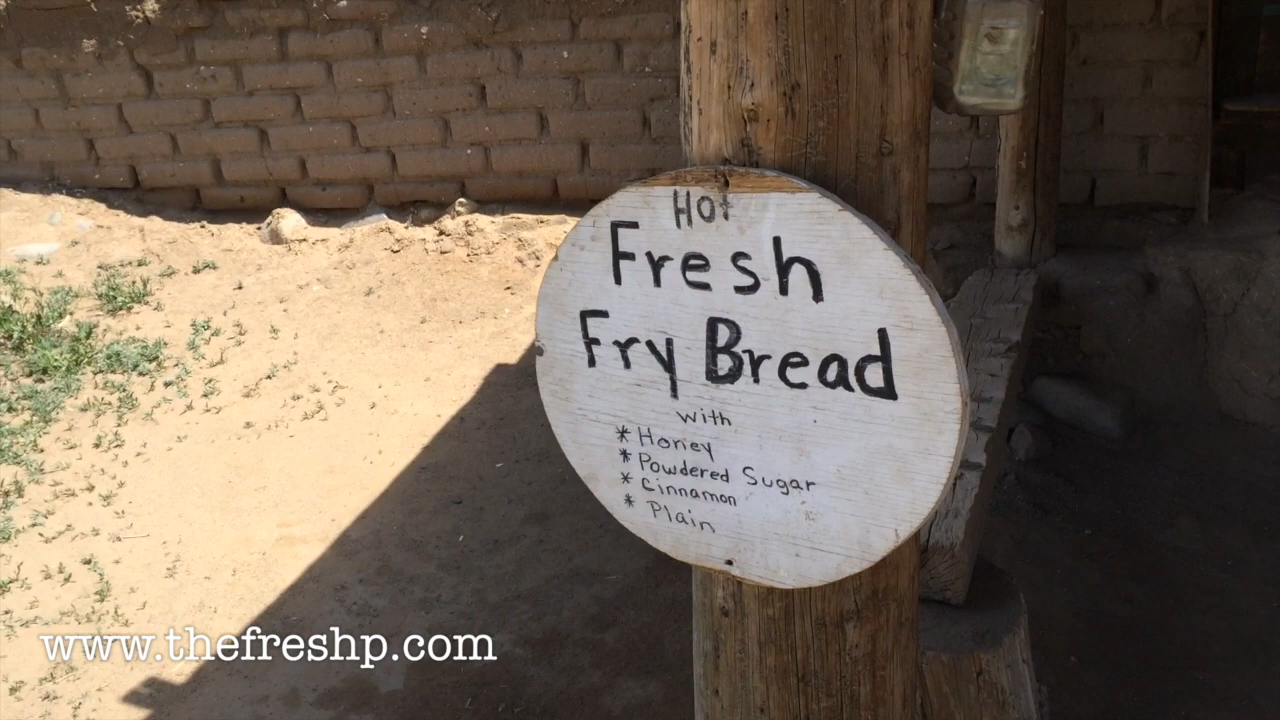 Hot
Fresh
Fry Bread
with
* Honey
* Powdered Sugar
* Cinnamon
* Plain
www.thefreshp.com